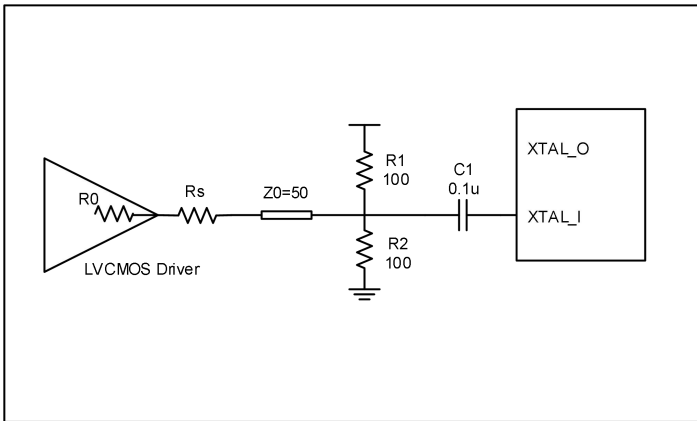 XTAL_O
R1
100
C1
0.1u
R0
Rs
Z0=50
XTAL_I
R2
100
LVCMOS Driver